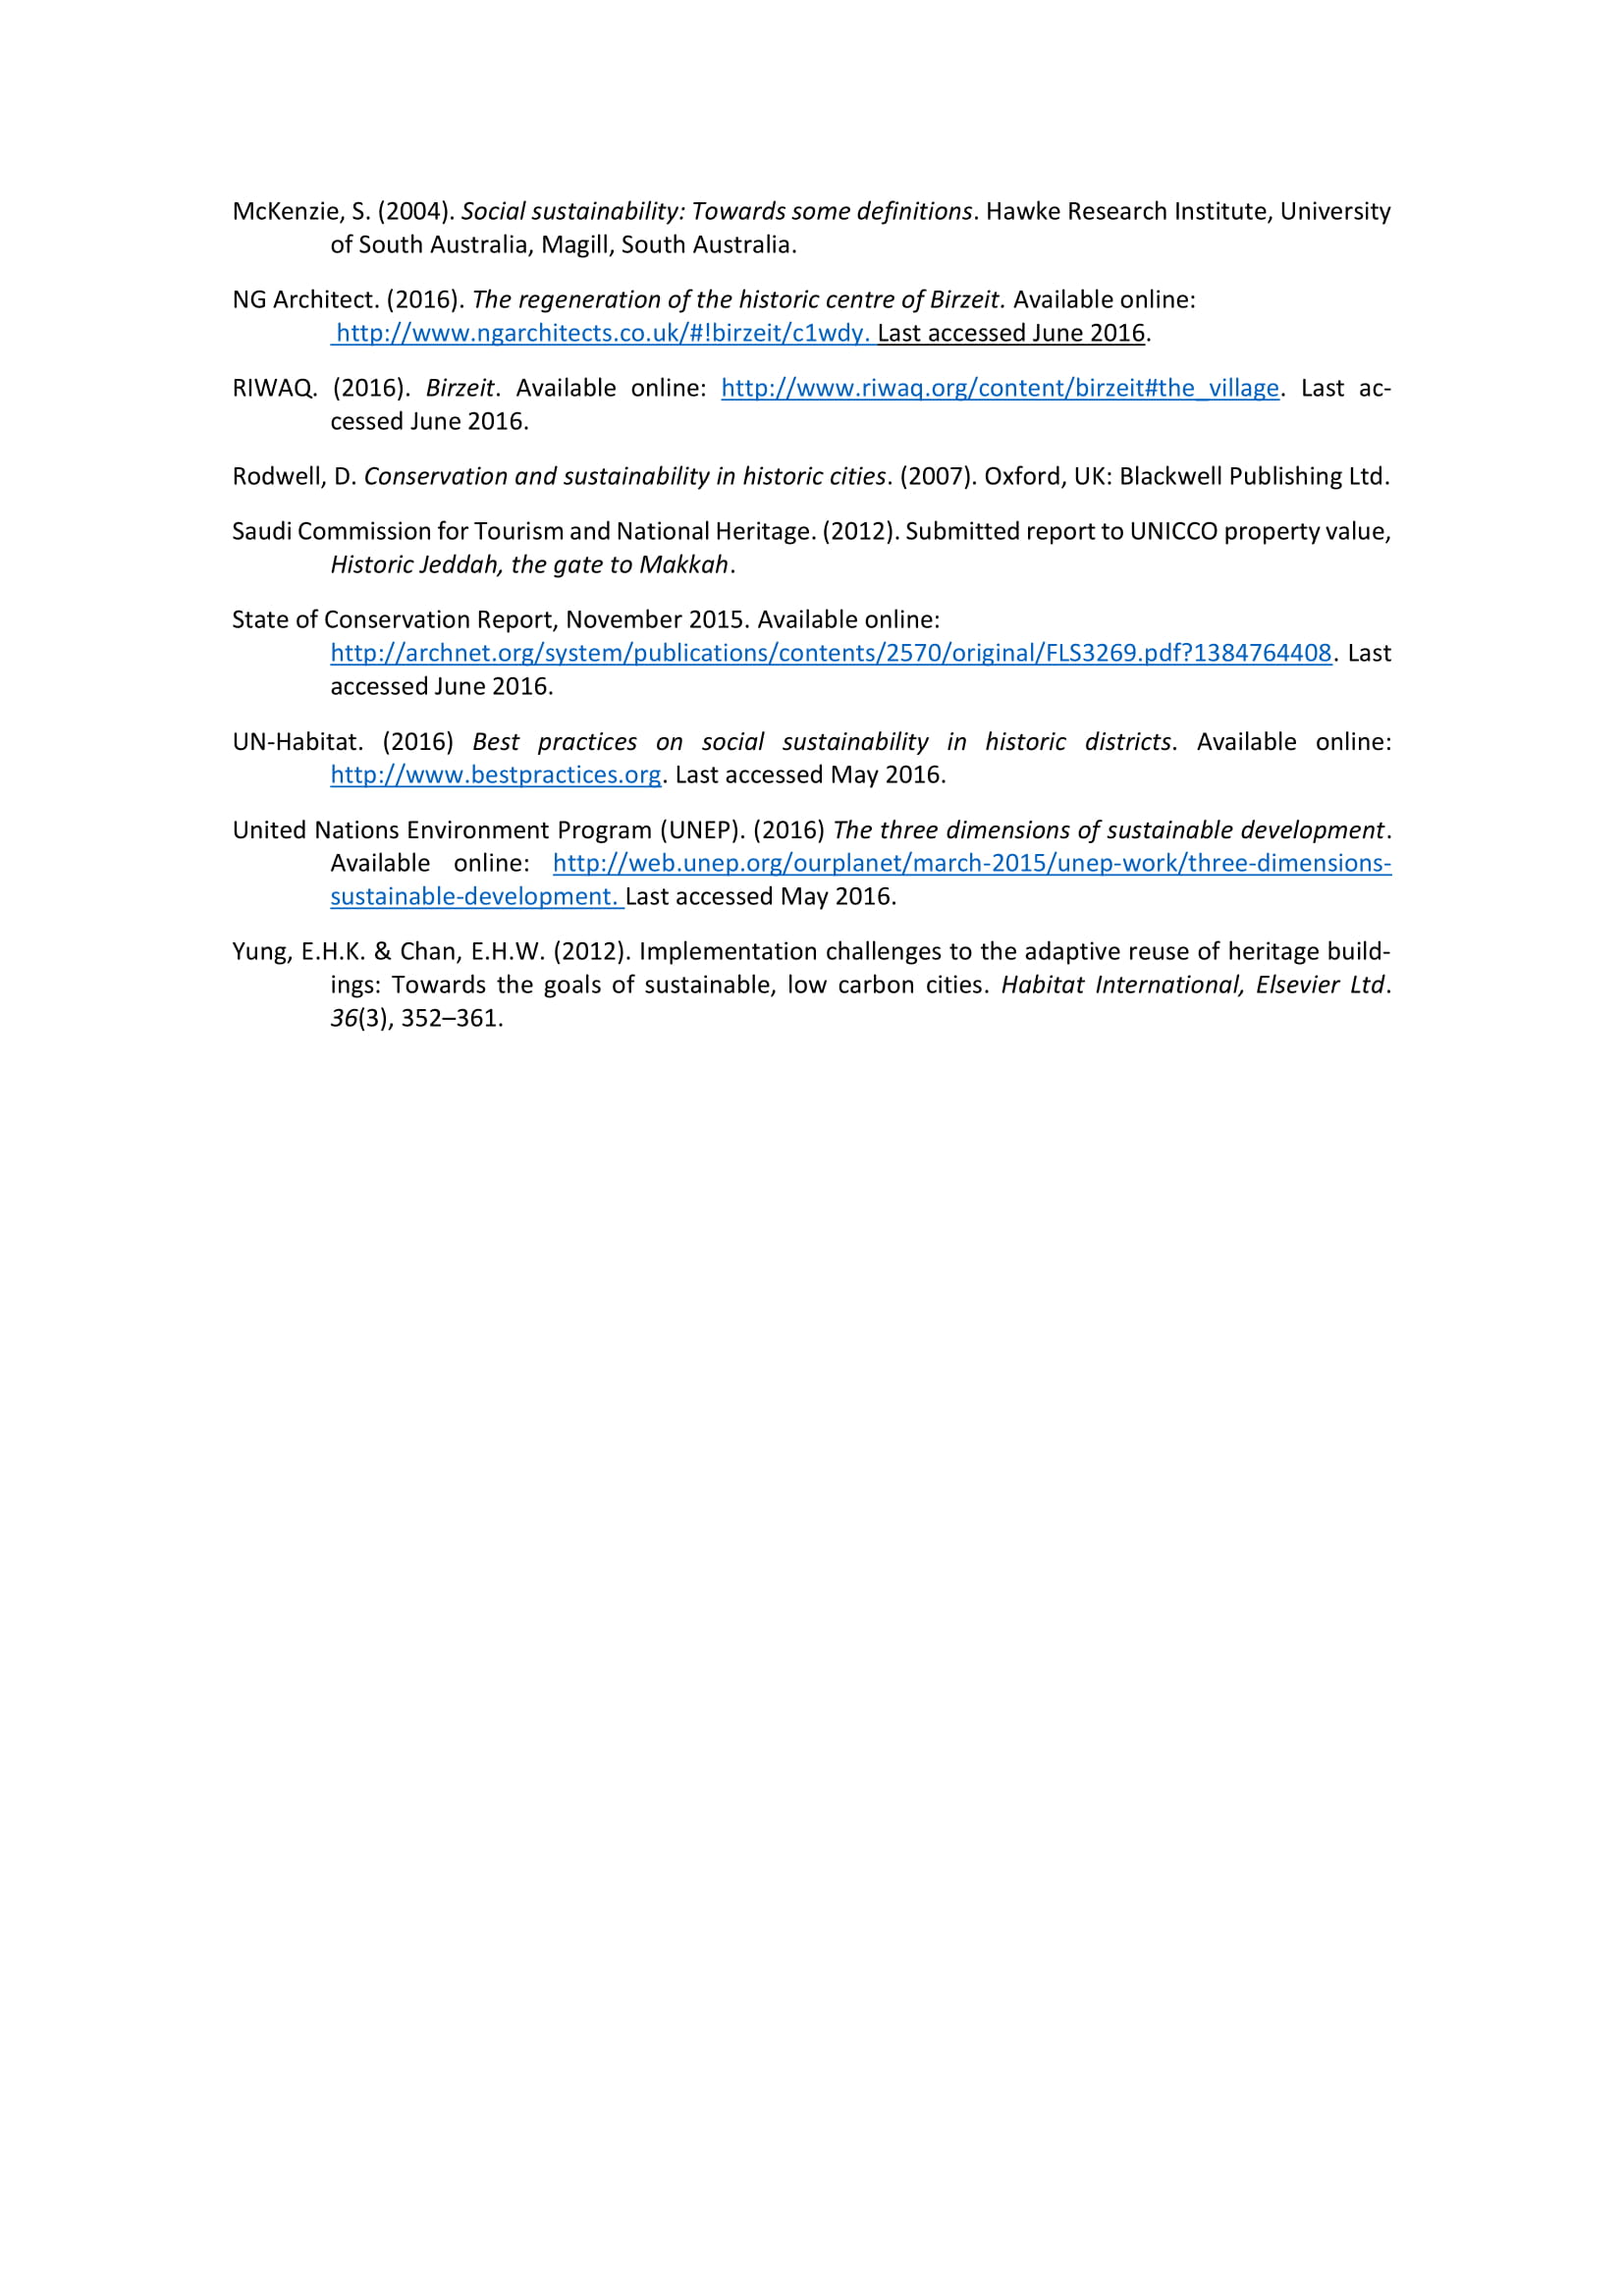 McKenzie, S. (2004). Social sustainability: Towards some definitions. Hawke Research Institute, University
of South Australia, Magill, South Australia.
NG Architect. (2016). The regeneration of the historic centre of Birzeit. Available online:
http://www.ngarchitects.co.uk/#!birzeit/c1wdy. Last accessed June 2016.
RIWAQ. (2016). Birzeit. Available online: http://www.riwaq.org/content/birzeit#the_village. Last ac-
cessed June 2016.
Rodwell, D. Conservation and sustainability in historic cities. (2007). Oxford, UK: Blackwell Publishing Ltd.
Saudi Commission for Tourism and National Heritage. (2012). Submitted report to UNICCO property value,
Historic Jeddah, the gate to Makkah.
State of Conservation Report, November 2015. Available online:
http://archnet.org/system/publications/contents/2570/original/FLS3269.pdf?1384764408. Last
accessed June 2016.
UN-Habitat. (2016) Best practices on social sustainability in historic districts. Available online:
http://www.bestpractices.org. Last accessed May 2016.
United Nations Environment Program (UNEP). (2016) The three dimensions of sustainable development.
Available online: http://web.unep.org/ourplanet/march-2015/unep-work/three-dimensions-
sustainable-development. Last accessed May 2016.
Yung, E.H.K. & Chan, E.H.W. (2012). Implementation challenges to the adaptive reuse of heritage build-
ings: Towards the goals of sustainable, low carbon cities. Habitat International, Elsevier Ltd.
36(3), 352–361.